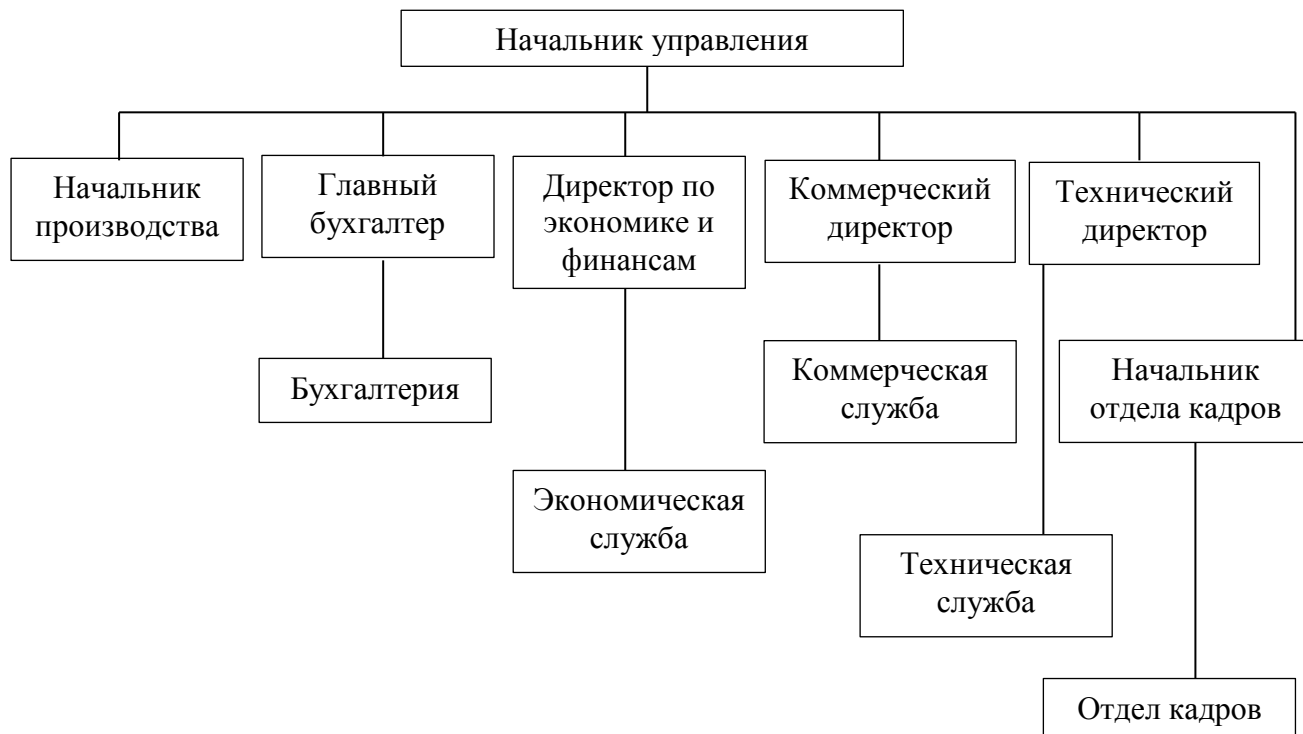 Начальник управления
Начальник
производства
Главный
бухгалтер
Директор по
экономике и
финансам
Коммерческий
директор
Технический
директор
Бухгалтерия
Коммерческая
служба
Начальник
отдела кадров
Экономическая
служба
Техническая
служба
Отдел кадров